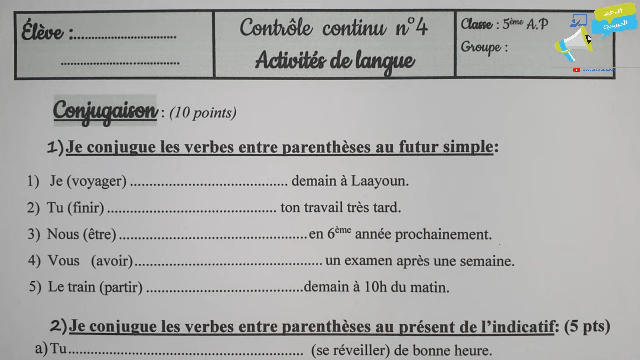 Élève :..............................
..............................
Contrôle continu n°4
Activités de langue
Classe : 5ème A.P
Groupe :
Conjugaison : (10 points)
1) Je conjugue les verbes entre parenthèses au futur simple:
1) Je (voyager) ........................................ demain à Laayoun.
2) Tu (finir) ........................................... ton travail très tard.
3) Nous (être) ................................................ en 6ème année prochainement.
4) Vous (avoir) ................................................ un examen après une semaine.
5) Le train (partir) ........................................ demain à 10h du matin.
2) Je conjugue les verbes entre parenthèses au présent de l'indicatif: (5 pts)
a) Tu............................................................ (se réveiller) de bonne heure.